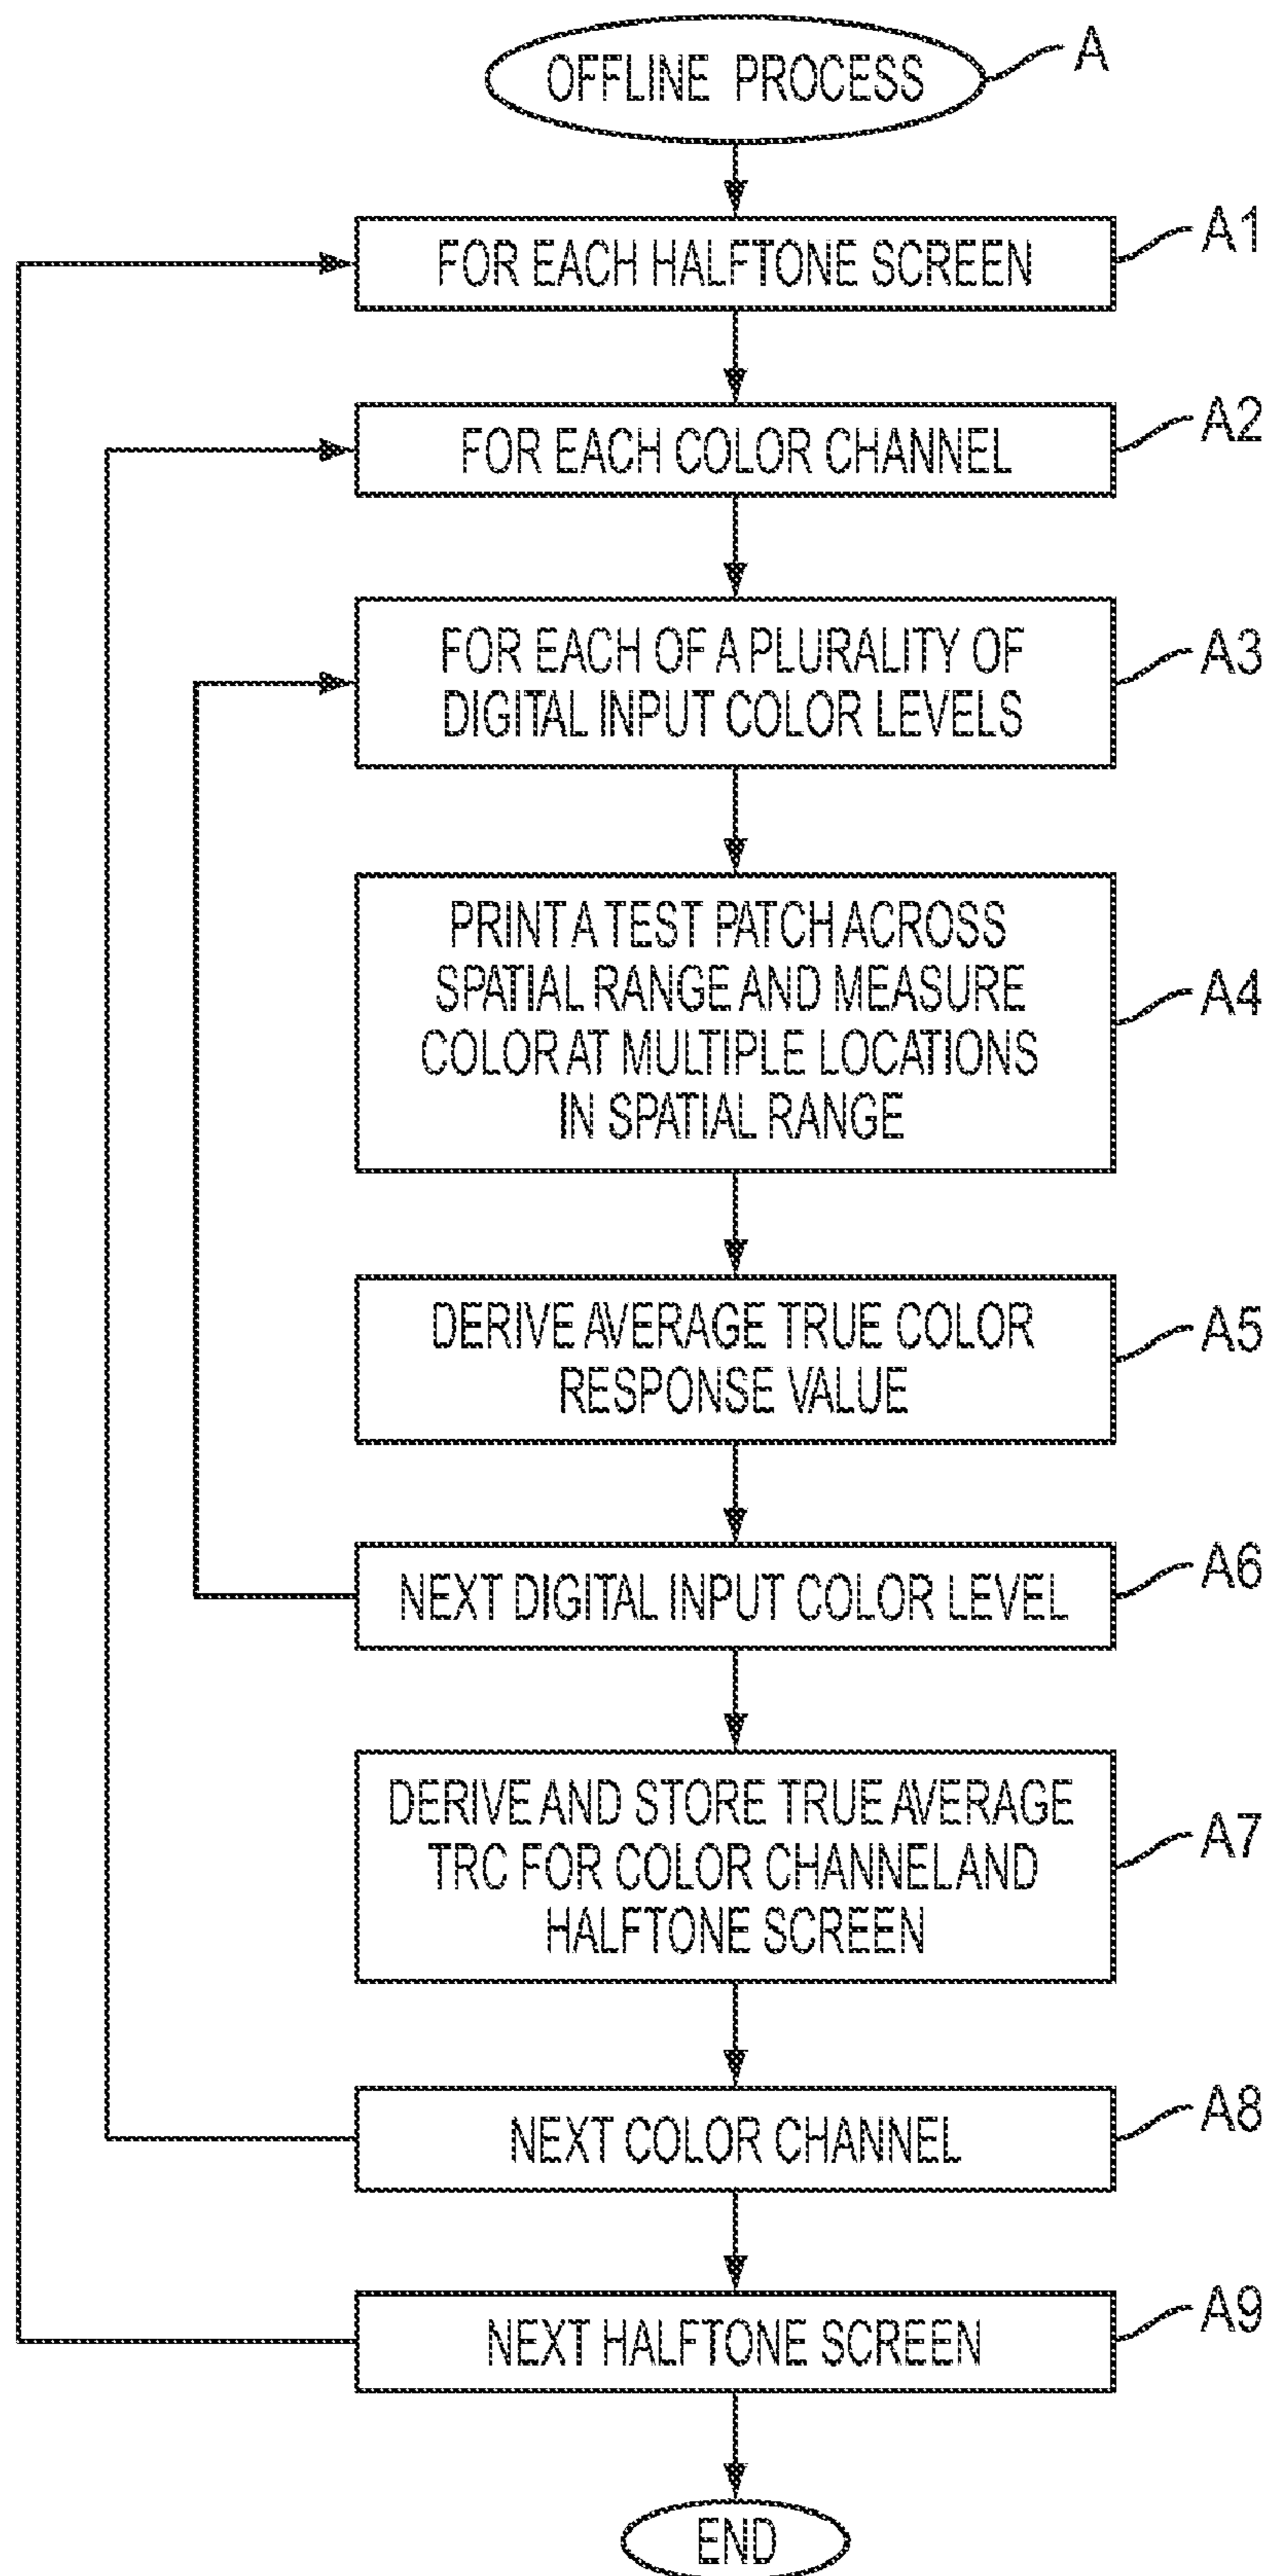 OFFLINE PROCESS
A
FOR EACH HALFTONE SCREEN
A1
FOR EACH COLOR CHANNEL
A2
FOR EACH OF A PLURALITY OF
DIGITAL INPUT COLOR LEVELS
A3
PRINT A TEST PATCH ACROSS
SPATIAL RANGE AND MEASURE
COLOR AT MULTIPLE LOCATIONS
IN SPATIAL RANGE
A4
DERIVE AVERAGE TRUE COLOR
RESPONSE VALUE
A5
NEXT DIGITAL INPUT COLOR LEVEL
A6
DERIVE AND STORE TRUE AVERAGE
TRC FOR COLOR CHANNEL AND
HALFTONE SCREEN
A7
NEXT COLOR CHANNEL
A8
NEXT HALFTONE SCREEN
A9
END